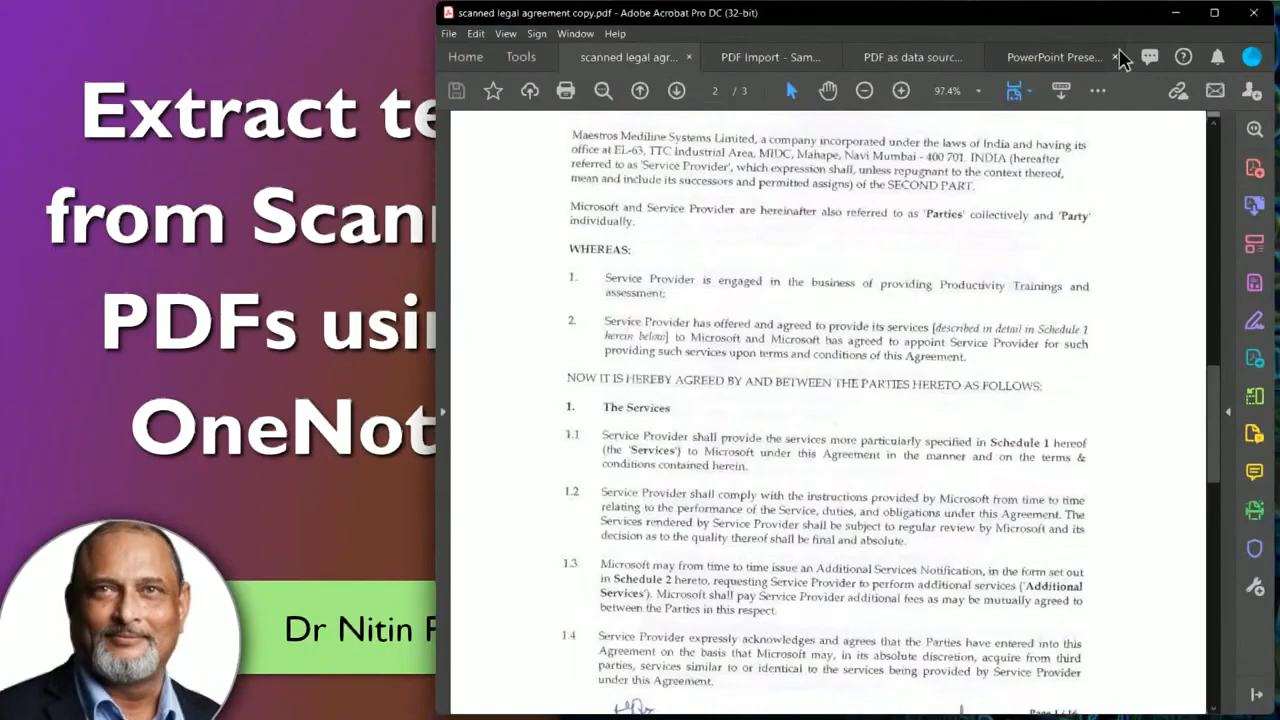 Extract te
from Scan
PDFs usi
OneNot
Dr Nitin
scanned legal agreement copy.pdf - Adobe Acrobat Pro DC (32-bit)
File Edit View Sign Window Help
Home Tools scanned legal agr... × PDF Import - Sam... PDF as data sourc... PowerPoint Prese... ×
2 / 3 97.4%
Maestros Mediline Systems Limited, a company incorporated under the laws of India and having its
office at EL-63, TTC Industrial Area, MIDC, Mahape, Navi Mumbai - 400 701. INDIA (hereafter
referred to as 'Service Provider', which expression shall, unless repugnant to the context thereof,
mean and include its successors and permitted assigns) of the SECOND PART.
Microsoft and Service Provider are hereinafter also referred to as 'Parties' collectively and 'Party'
individually.
WHEREAS:
1. Service Provider is engaged in the business of providing Productivity Trainings and
assessment;
2. Service Provider has offered and agreed to provide its services [described in detail in Schedule 1
herein below] to Microsoft and Microsoft has agreed to appoint Service Provider for such
providing such services upon terms and conditions of this Agreement.
NOW IT IS HEREBY AGREED BY AND BETWEEN THE PARTIES HERETO AS FOLLOWS:
1. The Services
1.1 Service Provider shall provide the services more particularly specified in Schedule 1 hereof
(the 'Services') to Microsoft under this Agreement in the manner and on the terms &
conditions contained herein.
1.2 Service Provider shall comply with the instructions provided by Microsoft from time to time
relating to the performance of the Service, duties, and obligations under this Agreement. The
Services rendered by Service Provider shall be subject to regular review by Microsoft and its
decision as to the quality thereof shall be final and absolute.
1.3 Microsoft may from time to time issue an Additional Services Notification, in the form set out
in Schedule 2 hereto, requesting Service Provider to perform additional services ('Additional
Services'). Microsoft shall pay Service Provider additional fees as may be mutually agreed to
between the Parties in this respect.
1.4 Service Provider expressly acknowledges and agrees that the Parties have entered into this
Agreement on the basis that Microsoft may, in its absolute discretion, acquire from third
parties, services similar to or identical to the services being provided by Service Provider
under this Agreement.